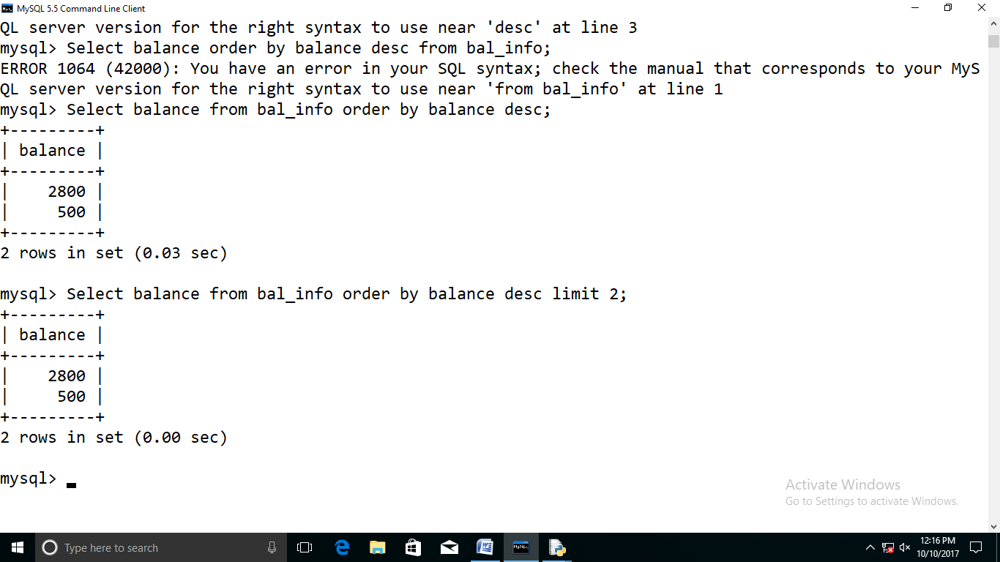 MySQL 5.5 Command Line Client
QL server version for the right syntax to use near 'desc' at line 3
mysql> Select balance order by balance desc from bal_info;
ERROR 1064 (42000): You have an error in your SQL syntax; check the manual that corresponds to your MyS
QL server version for the right syntax to use near 'from bal_info' at line 1
mysql> Select balance from bal_info order by balance desc;
+---------+
| balance |
+---------+
|    2800 |
|     500 |
+---------+
2 rows in set (0.03 sec)
mysql> Select balance from bal_info order by balance desc limit 2;
+---------+
| balance |
+---------+
|    2800 |
|     500 |
+---------+
2 rows in set (0.00 sec)
mysql>
Activate Windows
Go to Settings to activate Windows.
Type here to search
12:16 PM
10/10/2017